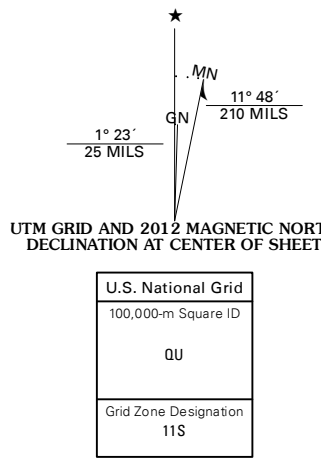 ★
MN
GN
11° 48´
210 MILS
1° 23´
25 MILS
UTM GRID AND 2012 MAGNETIC NORT
DECLINATION AT CENTER OF SHEET
U.S. National Grid
100,000-m Square ID
QU
Grid Zone Designation
11S